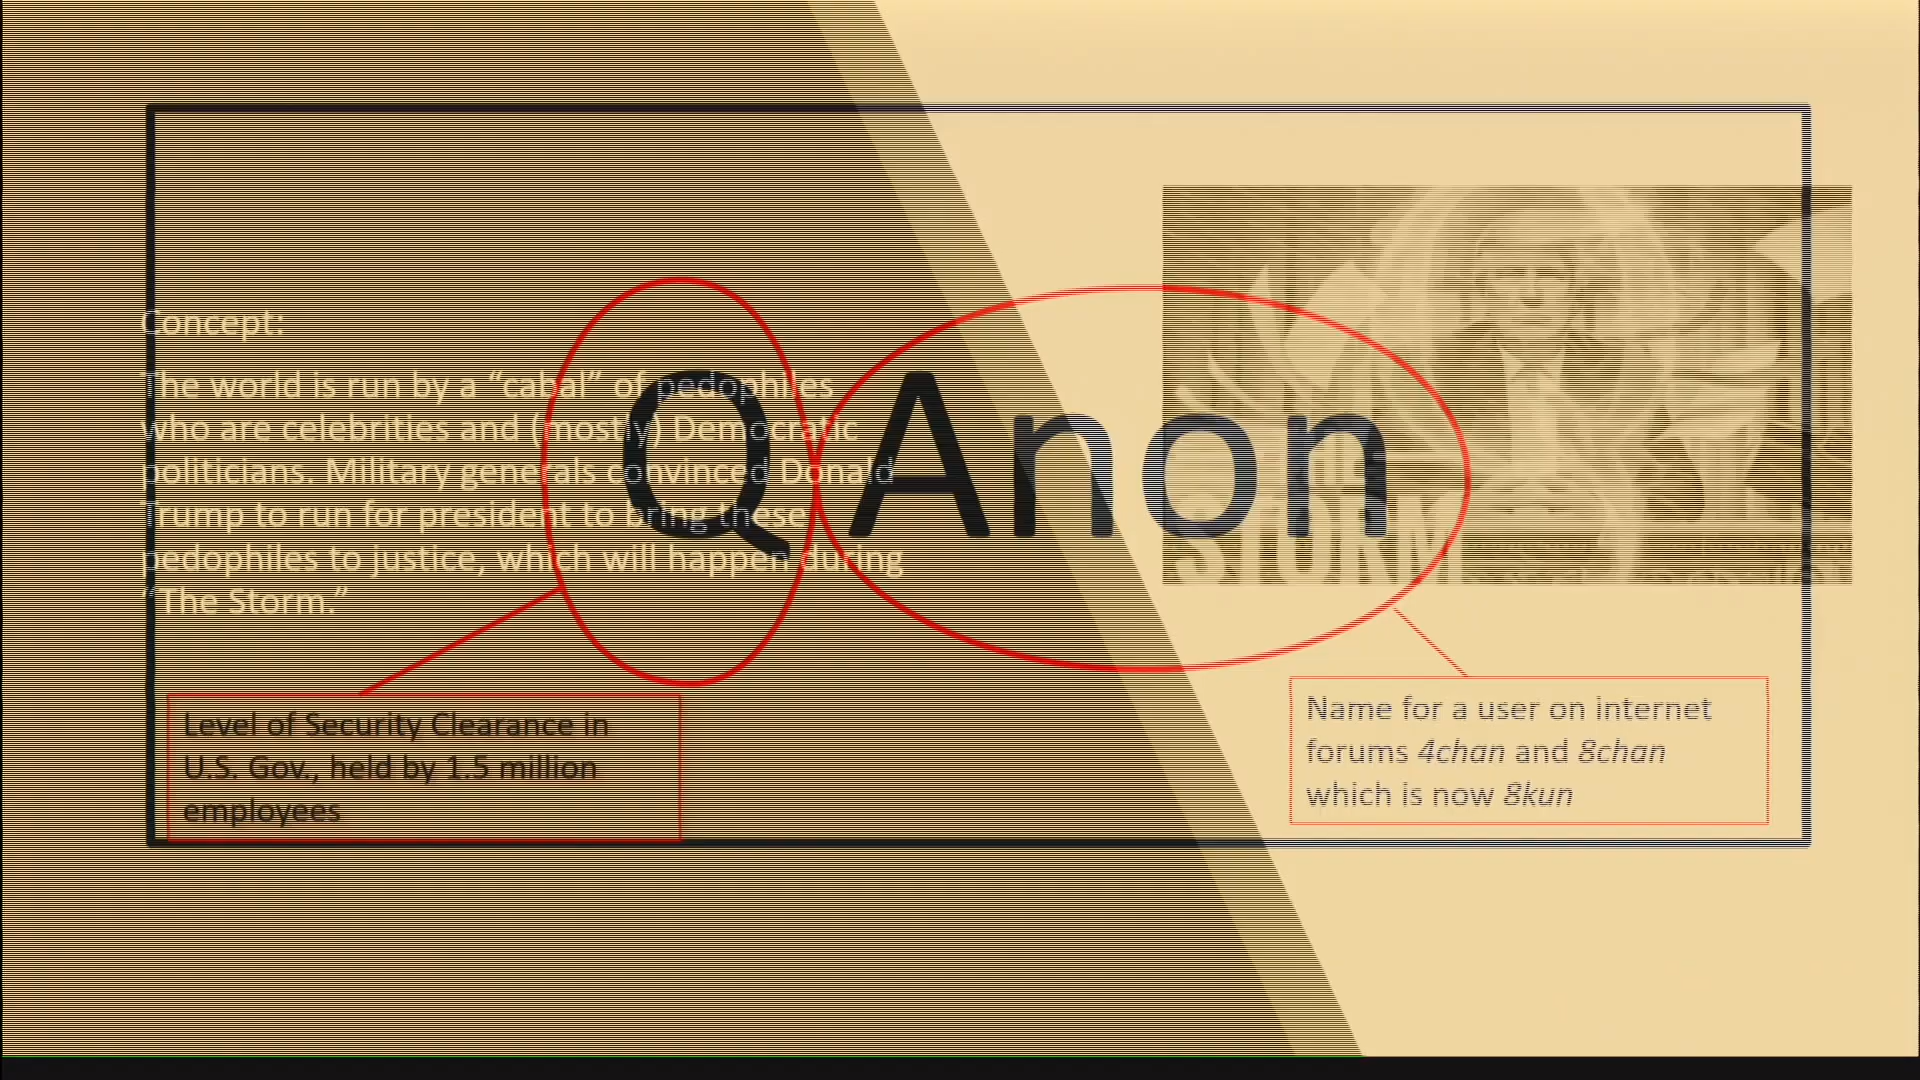 Concept:
The world is run by a “cabal” of pedophiles
who are celebrities and (mostly) Democratic
politicians. Military generals convinced Donald
Trump to run for president to bring these
pedophiles to justice, which will happen during
“The Storm.”
Q Anon
STORM
Level of Security Clearance in
U.S. Gov., held by 1.5 million
employees
Name for a user on internet
forums 4chan and 8chan
which is now 8kun